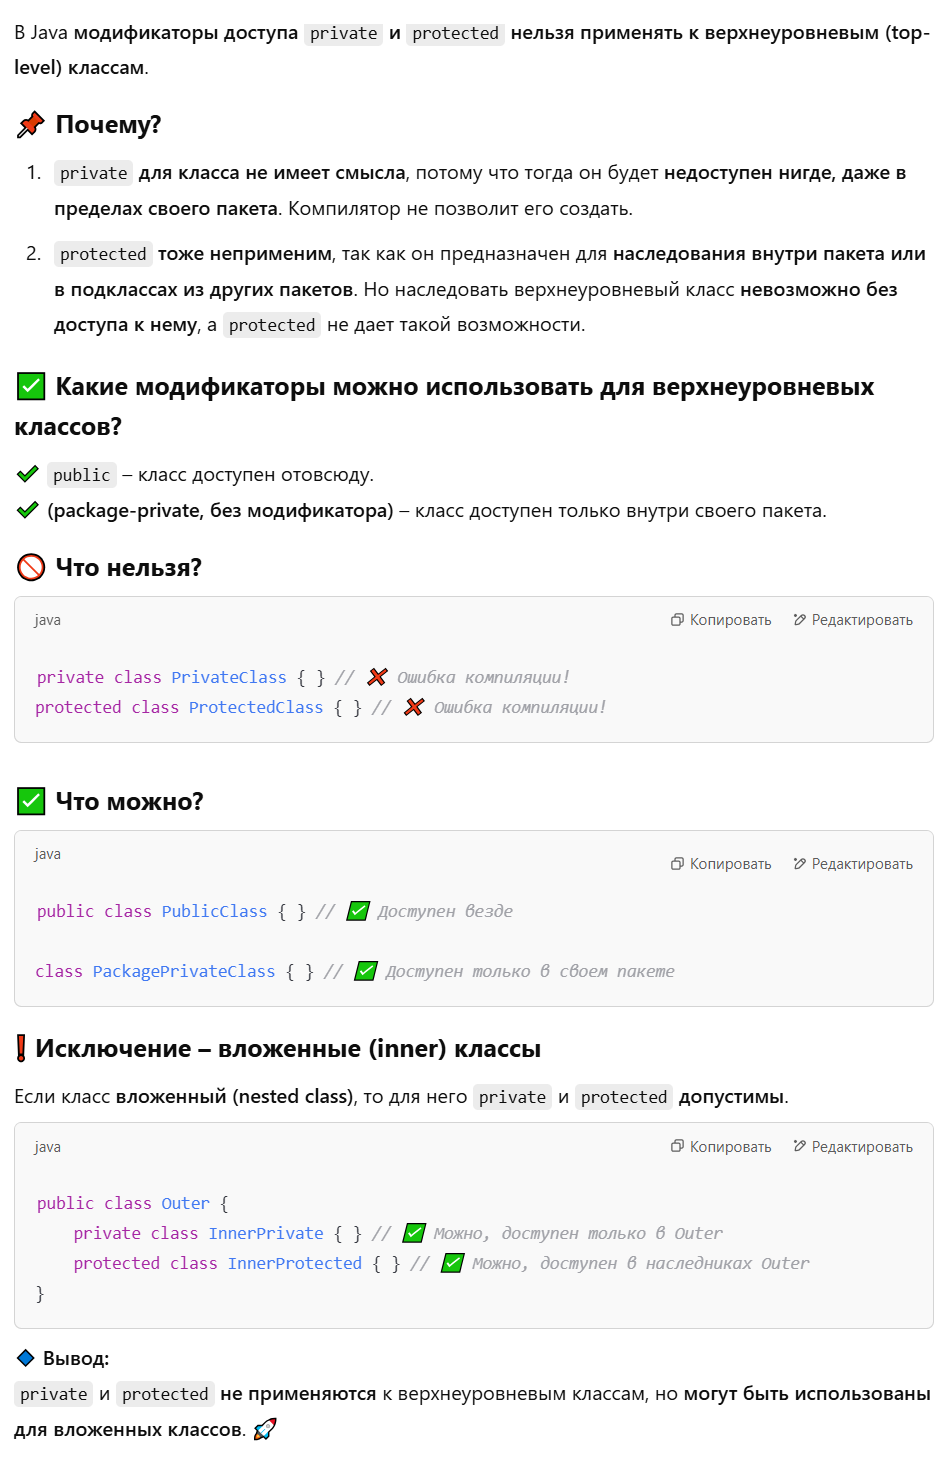 В Java модификаторы доступа private и protected нельзя применять к верхнеуровневым (top-
level) классам.
📌 Почему?
1. private для класса не имеет смысла, потому что тогда он будет недоступен нигде, даже в
пределах своего пакета. Компилятор не позволит его создать.
2. protected тоже неприменим, так как он предназначен для наследования внутри пакета или
в подклассах из других пакетов. Но наследовать верхнеуровневый класс невозможно без
доступа к нему, а protected не дает такой возможности.
✅ Какие модификаторы можно использовать для верхнеуровневых
классов?
✔ public – класс доступен отовсюду.
✔ (package-private, без модификатора) – класс доступен только внутри своего пакета.
🚫 Что нельзя?
java
Копировать
Редактировать
private class PrivateClass { } // ❌ Ошибка компиляции!
protected class ProtectedClass { } // ❌ Ошибка компиляции!
✅ Что можно?
java
Копировать
Редактировать
public class PublicClass { } // ✅ Доступен везде
class PackagePrivateClass { } // ✅ Доступен только в своем пакете
❗ Исключение – вложенные (inner) классы
Если класс вложенный (nested class), то для него private и protected допустимы.
java
Копировать
Редактировать
public class Outer {
private class InnerPrivate { } // ✅ Можно, доступен только в Outer
protected class InnerProtected { } // ✅ Можно, доступен в наследниках Outer
}
🔷 Вывод:
private и protected не применяются к верхнеуровневым классам, но могут быть использованы
для вложенных классов. 🚀